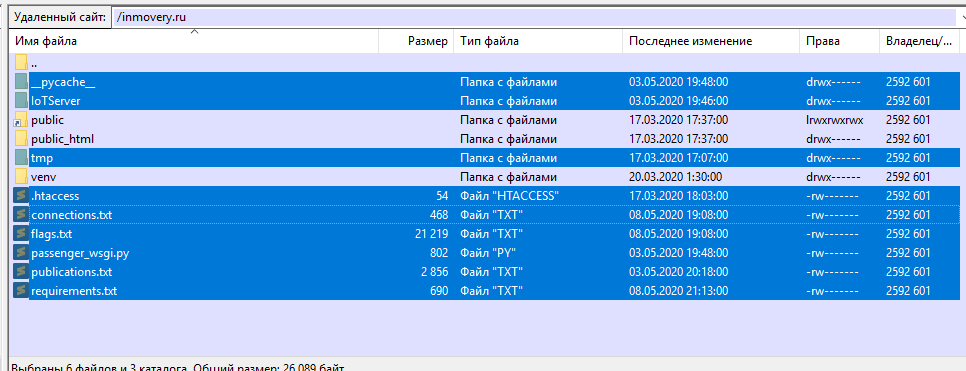 Удаленный сайт: /inmovery.ru
Имя файла Размер Тип файла Последнее изменение Права Владелец/...
..
__pycache__ Папка с файлами 03.05.2020 19:48:00 drwx------ 2592 601
IoTServer Папка с файлами 03.05.2020 19:46:00 drwx------ 2592 601
public Папка с файлами 17.03.2020 17:37:00 lrwxrwxrwx 2592 601
public_html Папка с файлами 17.03.2020 17:37:00 drwx------ 2592 601
tmp Папка с файлами 17.03.2020 17:07:00 drwx------ 2592 601
venv Папка с файлами 20.03.2020 1:30:00 drwx------ 2592 601
.htaccess 54 Файл "HTACCESS" 17.03.2020 18:03:00 -rw------- 2592 601
connections.txt 468 Файл "TXT" 08.05.2020 19:08:00 -rw------- 2592 601
flags.txt 21 219 Файл "TXT" 08.05.2020 19:08:00 -rw------- 2592 601
passenger_wsgi.py 802 Файл "PY" 03.05.2020 19:48:00 -rw------- 2592 601
publications.txt 2 856 Файл "TXT" 03.05.2020 20:18:00 -rw------- 2592 601
requirements.txt 690 Файл "TXT" 08.05.2020 21:13:00 -rw------- 2592 601
Выбраны 6 файлов и 3 каталога. Общий размер: 26 089 байт